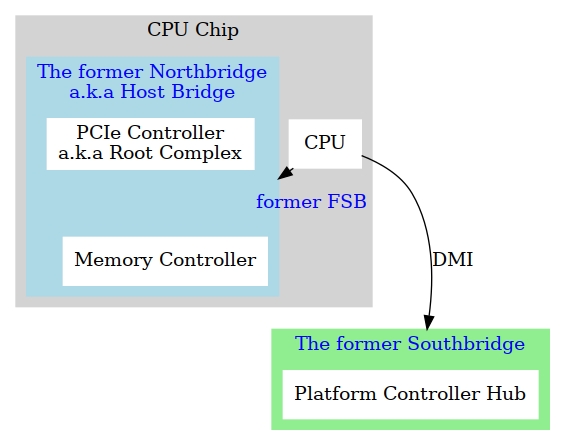 CPU Chip
The former Northbridge
a.k.a Host Bridge
PCIe Controller
a.k.a Root Complex
CPU
former FSB
Memory Controller
DMI
The former Southbridge
Platform Controller Hub